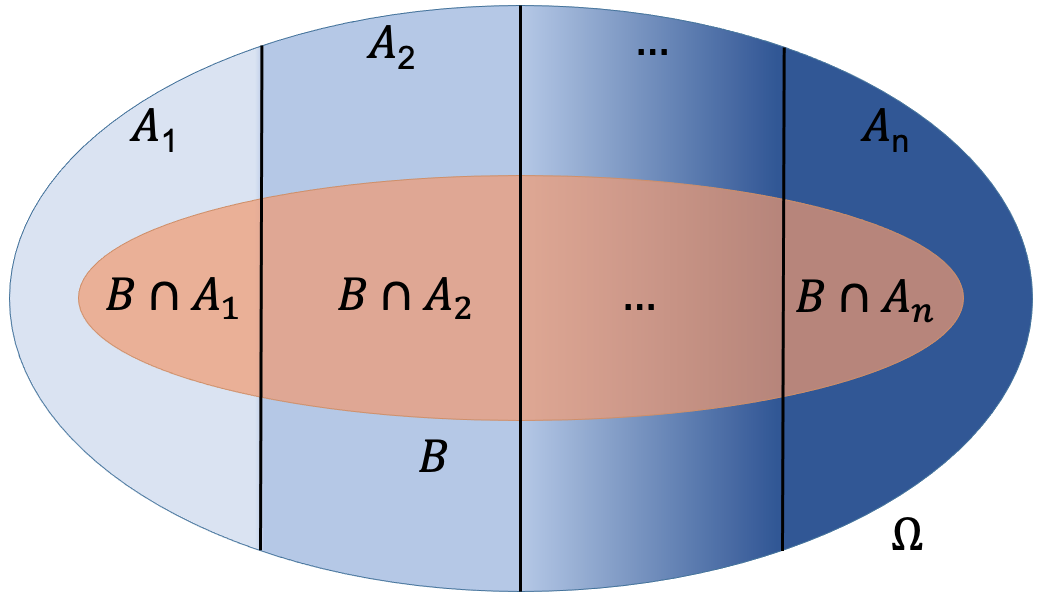 A₂
...
A₁
Aₙ
B ∩ A₁
B ∩ A₂
...
B ∩ Aₙ
B
Ω